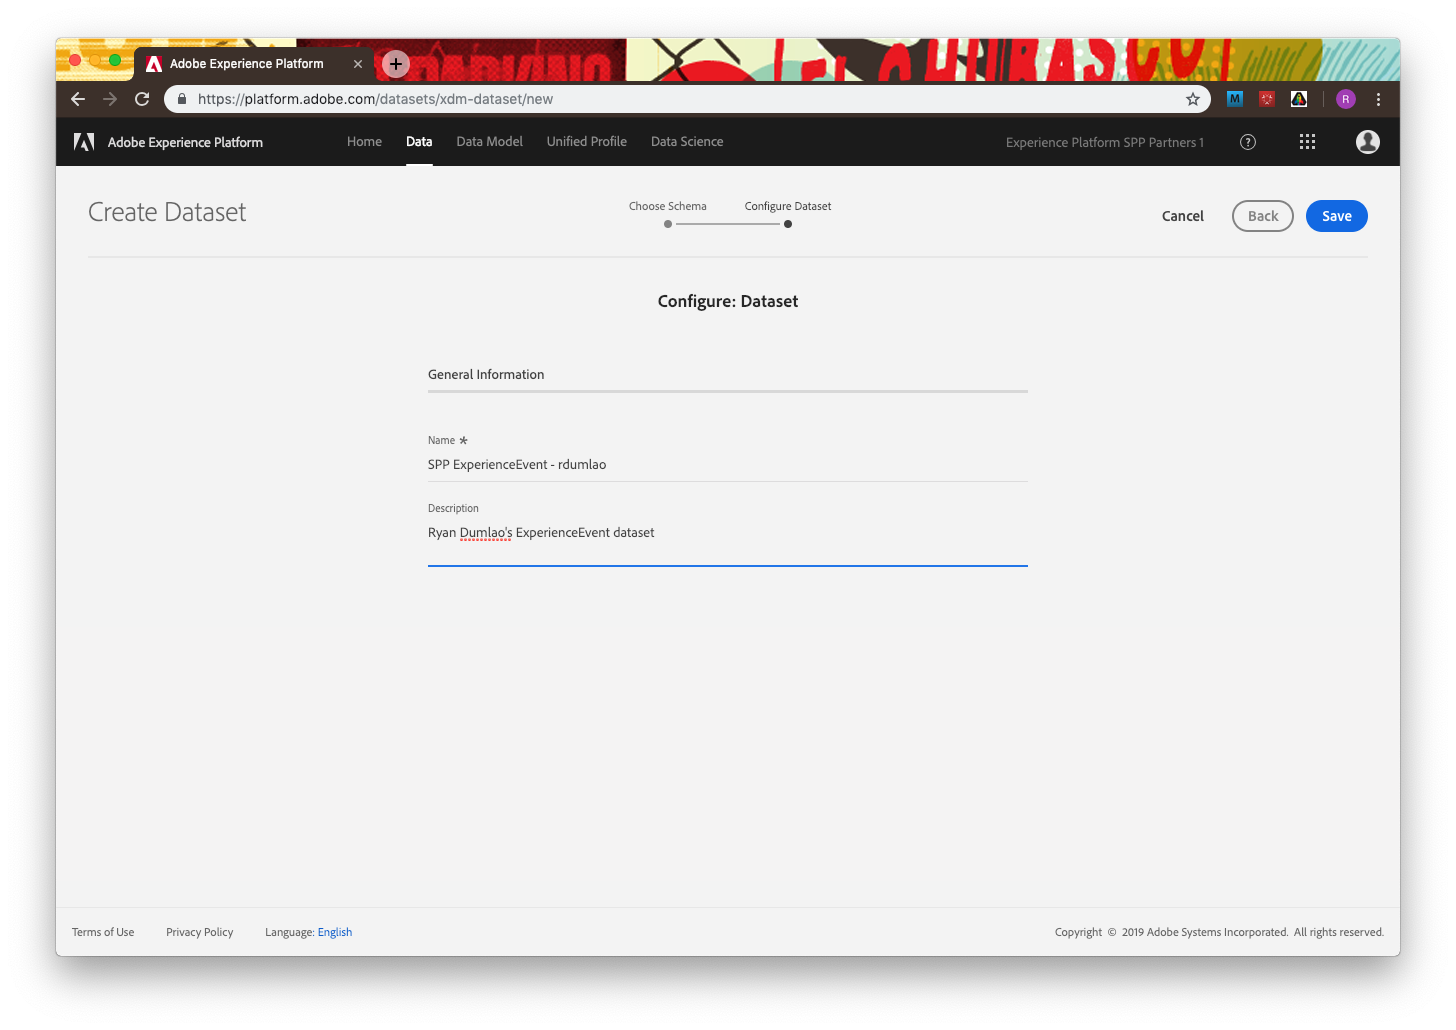 Adobe Experience Platform
https://platform.adobe.com/datasets/xdm-dataset/new
M
R
Adobe Experience Platform
Home
Data
Data Model
Unified Profile
Data Science
Experience Platform SPP Partners 1
?
Create Dataset
Choose Schema
Configure Dataset
Cancel
Back
Save
Configure: Dataset
General Information
Name *
SPP ExperienceEvent - rdumlao
Description
Ryan Dumlao's ExperienceEvent dataset
Terms of Use
Privacy Policy
Language: English
Copyright © 2019 Adobe Systems Incorporated. All rights reserved.